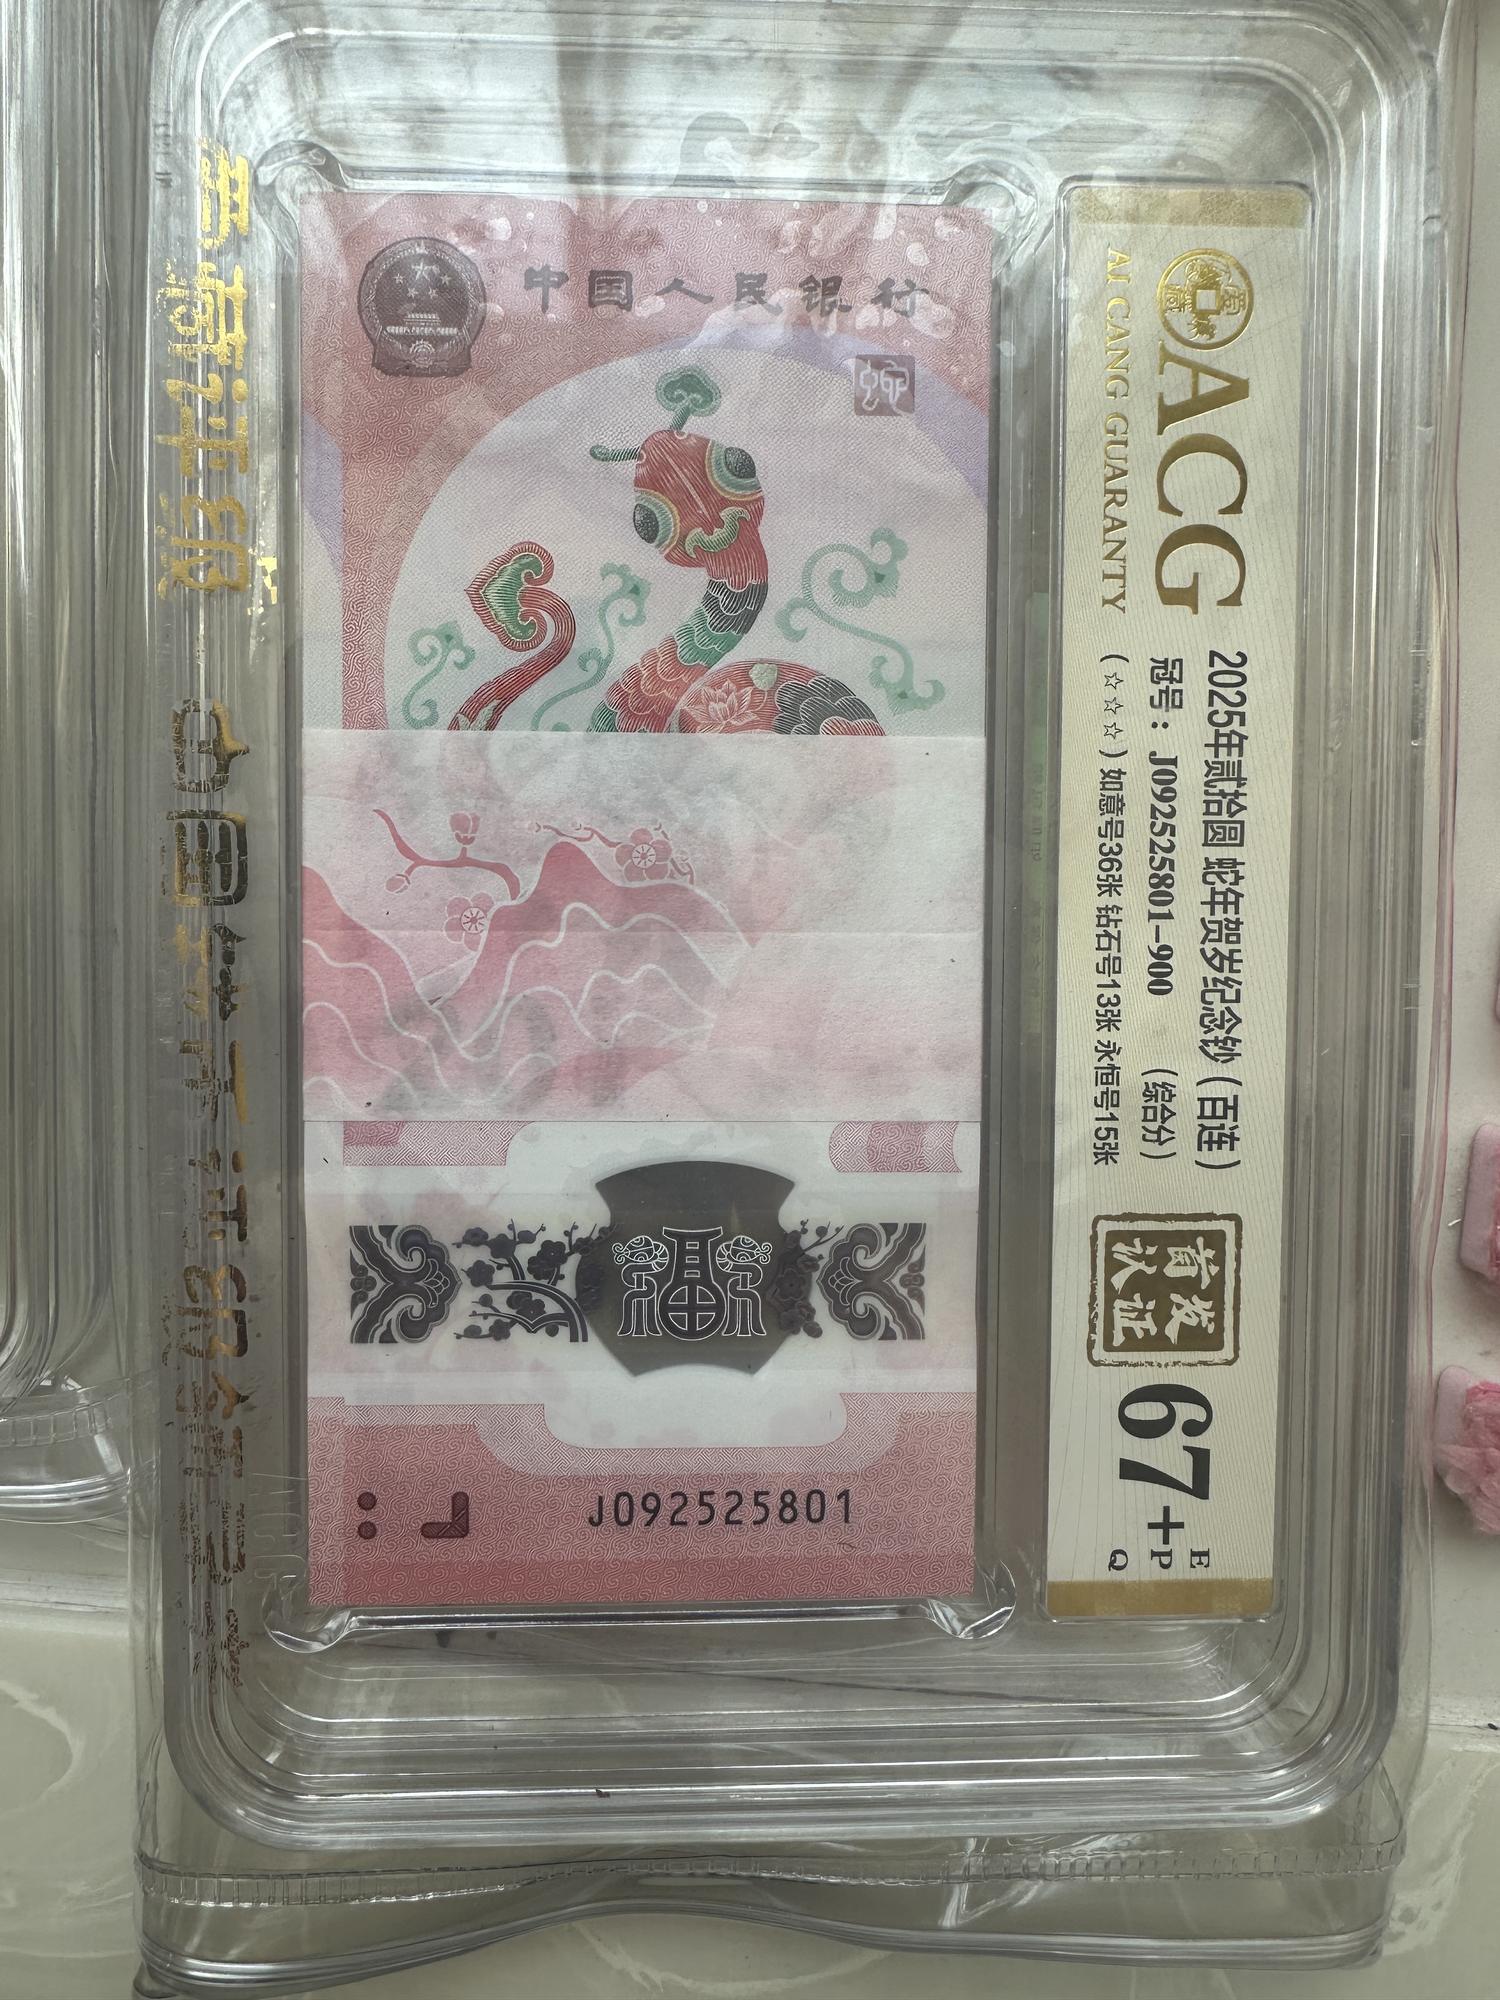 中国人民银行
J092525801
ACG
AI CANG GUARANTY
2025年贰拾圆 蛇年贺岁纪念钞（百连）
冠号：J092525801-900 （综合分）
（☆☆☆）如意号36张 钻石号13张 永恒号15张
首发
认证
67+
E
P
Q